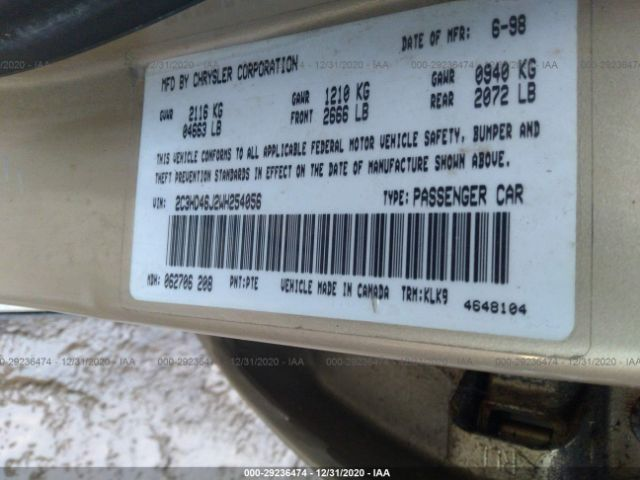 MFD BY CHRYSLER CORPORATION DATE OF MFR: 6-98
GVWR 2116 KG GAWR 1210 KG GAWR 0940 KG
04663 LB FRONT 2666 LB REAR 2072 LB
THIS VEHICLE CONFORMS TO ALL APPLICABLE FEDERAL MOTOR VEHICLE SAFETY, BUMPER AND
THEFT PREVENTION STANDARDS IN EFFECT ON THE DATE OF MANUFACTURE SHOWN ABOVE.
VIN: 2C3HD46J2WH254056 TYPE: PASSENGER CAR
MDH: 062706 208 PNT:PTE VEHICLE MADE IN CANADA TRM:KLK9
4648104
000-29236474 - 12/31/2020 - IAA